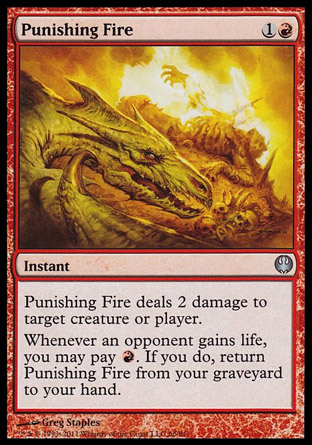 Punishing Fire 1
Instant
Punishing Fire deals 2 damage to
target creature or player.
Whenever an opponent gains life,
you may pay . If you do, return
Punishing Fire from your graveyard
to your hand.
Greg Staples